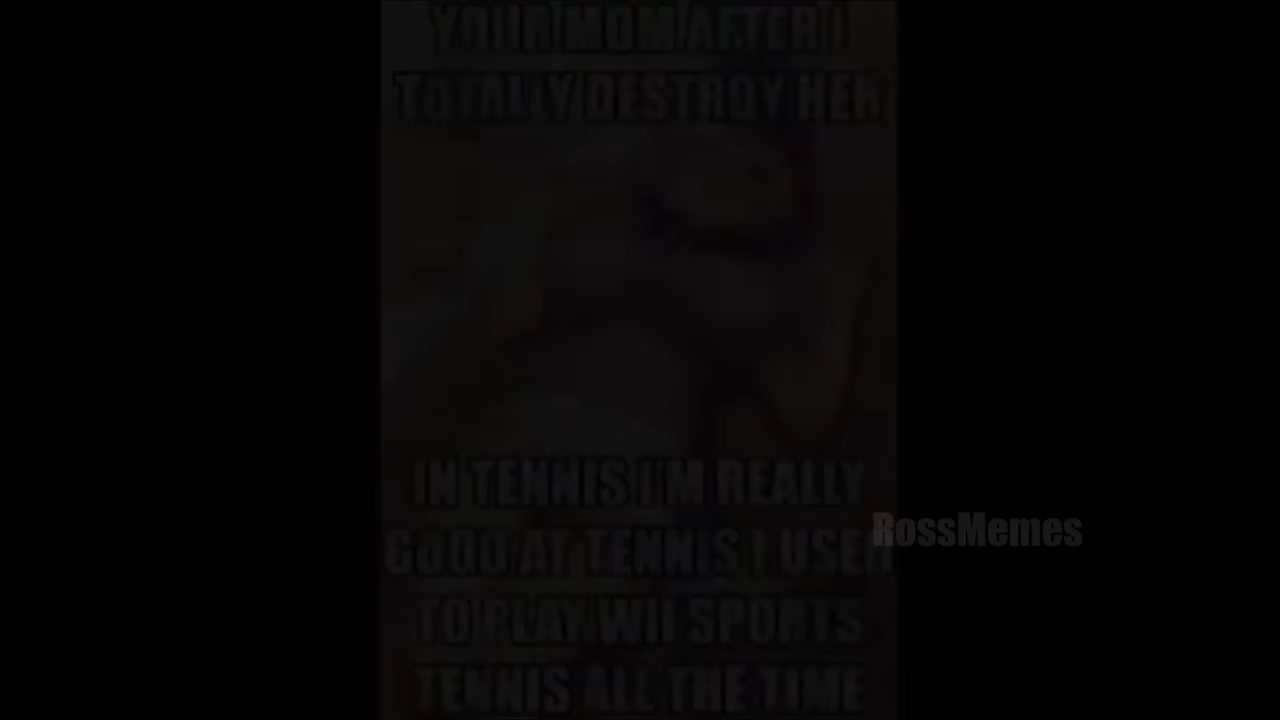 YOUR MOM AFTER I
TOTALLY DESTROY HER
IN TENNIS I'M REALLY
GOOD AT TENNIS I USED
RossMemes
TO PLAY WII SPORTS
TENNIS ALL THE TIME